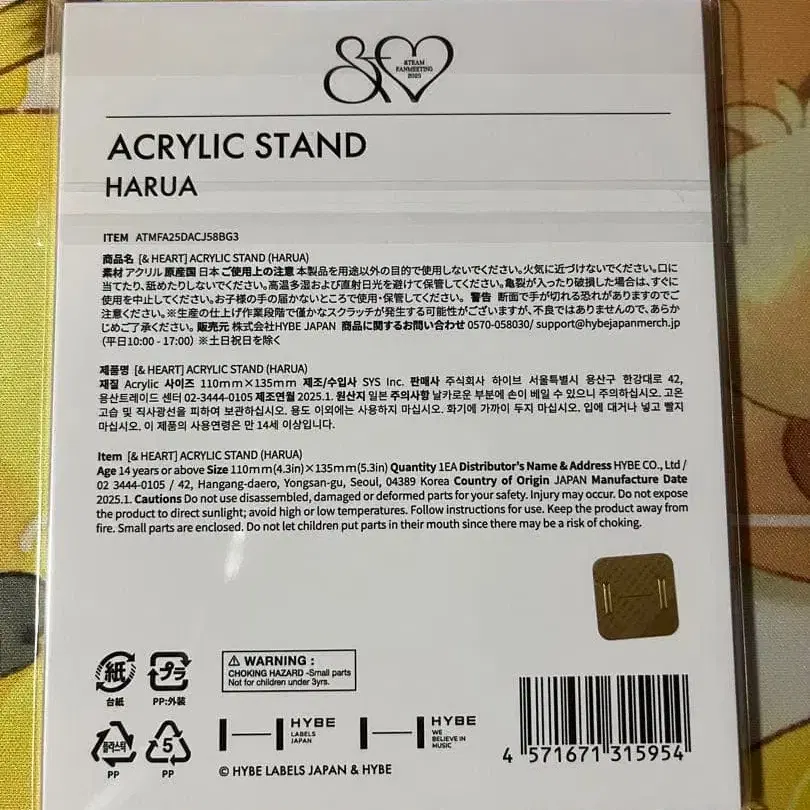 &TEAM
FANMEETING
2025
ACRYLIC STAND
HARUA
ITEM ATMFA25DACJ58BG3
商品名 [& HEART] ACRYLIC STAND (HARUA)
素材 アクリル 原産国 日本 ご使用上の注意 本製品を用途以外の目的で使用しないでください。火気に近づけないでください。口に
当てたり、舐めたりしないでください。高温多湿および直射日光を避けて保管してください。亀裂が入ったり破損した場合は、すぐに
使用を中止してください。お子様の手の届かないところで使用・保管してください。 警告 断面で手が切れる恐れがありますのでご
注意ください。※生産の仕上げ作業段階で僅かなスクラッチが発生する可能性がございますが、不良ではありませんので、あらか
じめご了承ください。 販売元 株式会社HYBE JAPAN 商品に関するお問い合わせ 0570-058030/ support@hybejapanmerch.jp
(平日10:00 - 17:00) ※土日祝日を除く
제품명 [& HEART] ACRYLIC STAND (HARUA)
재질 Acrylic 사이즈 110mm×135mm 제조/수입사 SYS Inc. 판매사 주식회사 하이브 서울특별시 용산구 한강대로 42,
용산트레이드 센터 02-3444-0105 제조연월 2025.1. 원산지 일본 주의사항 날카로운 부분에 손이 베일 수 있으니 주의하십시오. 고온
고습 및 직사광선을 피하여 보관하십시오. 용도 이외에는 사용하지 마십시오. 화기에 가까이 두지 마십시오. 입에 대거나 넣고 빨지
마십시오. 이 제품의 사용연령은 만 14세 이상입니다.
Item [& HEART] ACRYLIC STAND (HARUA)
Age 14 years or above Size 110mm(4.3in)×135mm(5.3in) Quantity 1EA Distributor's Name & Address HYBE CO., Ltd /
02 3444-0105 / 42, Hangang-daero, Yongsan-gu, Seoul, 04389 Korea Country of Origin JAPAN Manufacture Date
2025.1. Cautions Do not use disassembled, damaged or deformed parts for your safety. Injury may occur. Do not expose
the product to direct sunlight; avoid high or low temperatures. Follow instructions for use. Keep the product away from
fire. Small parts are enclosed. Do not let children put parts in their mouth since there may be a risk of choking.
紙
台紙
プラ
PP:外装
⚠ WARNING :
CHOKING HAZARD -Small parts
Not for children under 3yrs.
플라스틱
PP
5
PP
HYBE
LABELS
JAPAN
HYBE
WE
BELIEVE IN
MUSIC
© HYBE LABELS JAPAN & HYBE
4 571671 315954